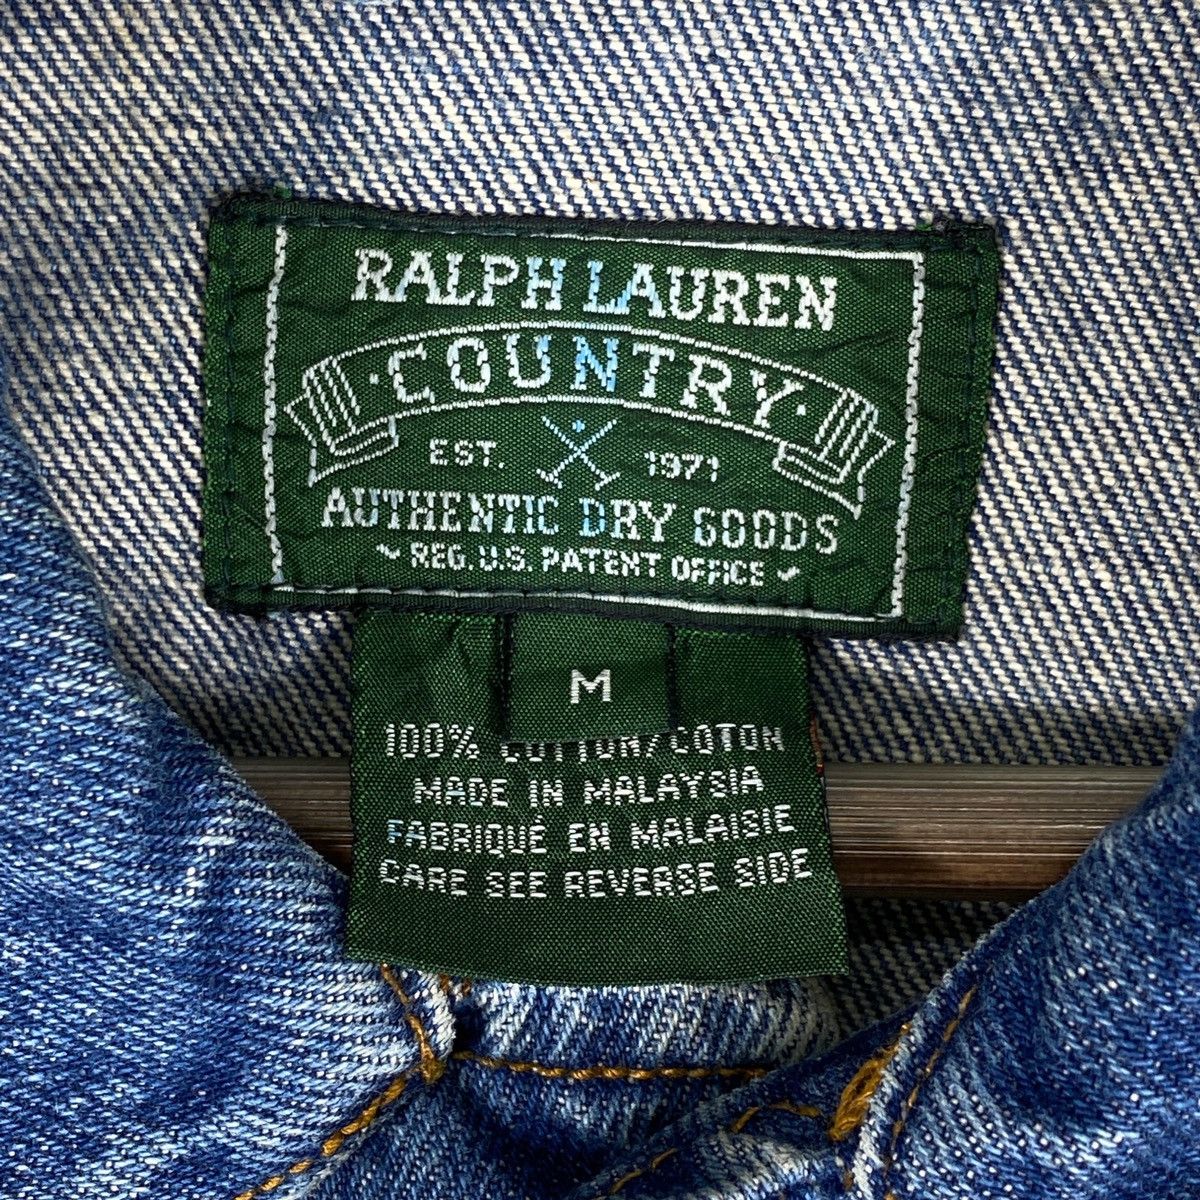 RALPH LAUREN
· COUNTRY ·
EST. 1971
AUTHENTIC DRY GOODS
~ REG. U.S. PATENT OFFICE ~
M
100% COTTON/COTON
MADE IN MALAYSIA
FABRIQUÉ EN MALAISIE
CARE SEE REVERSE SIDE